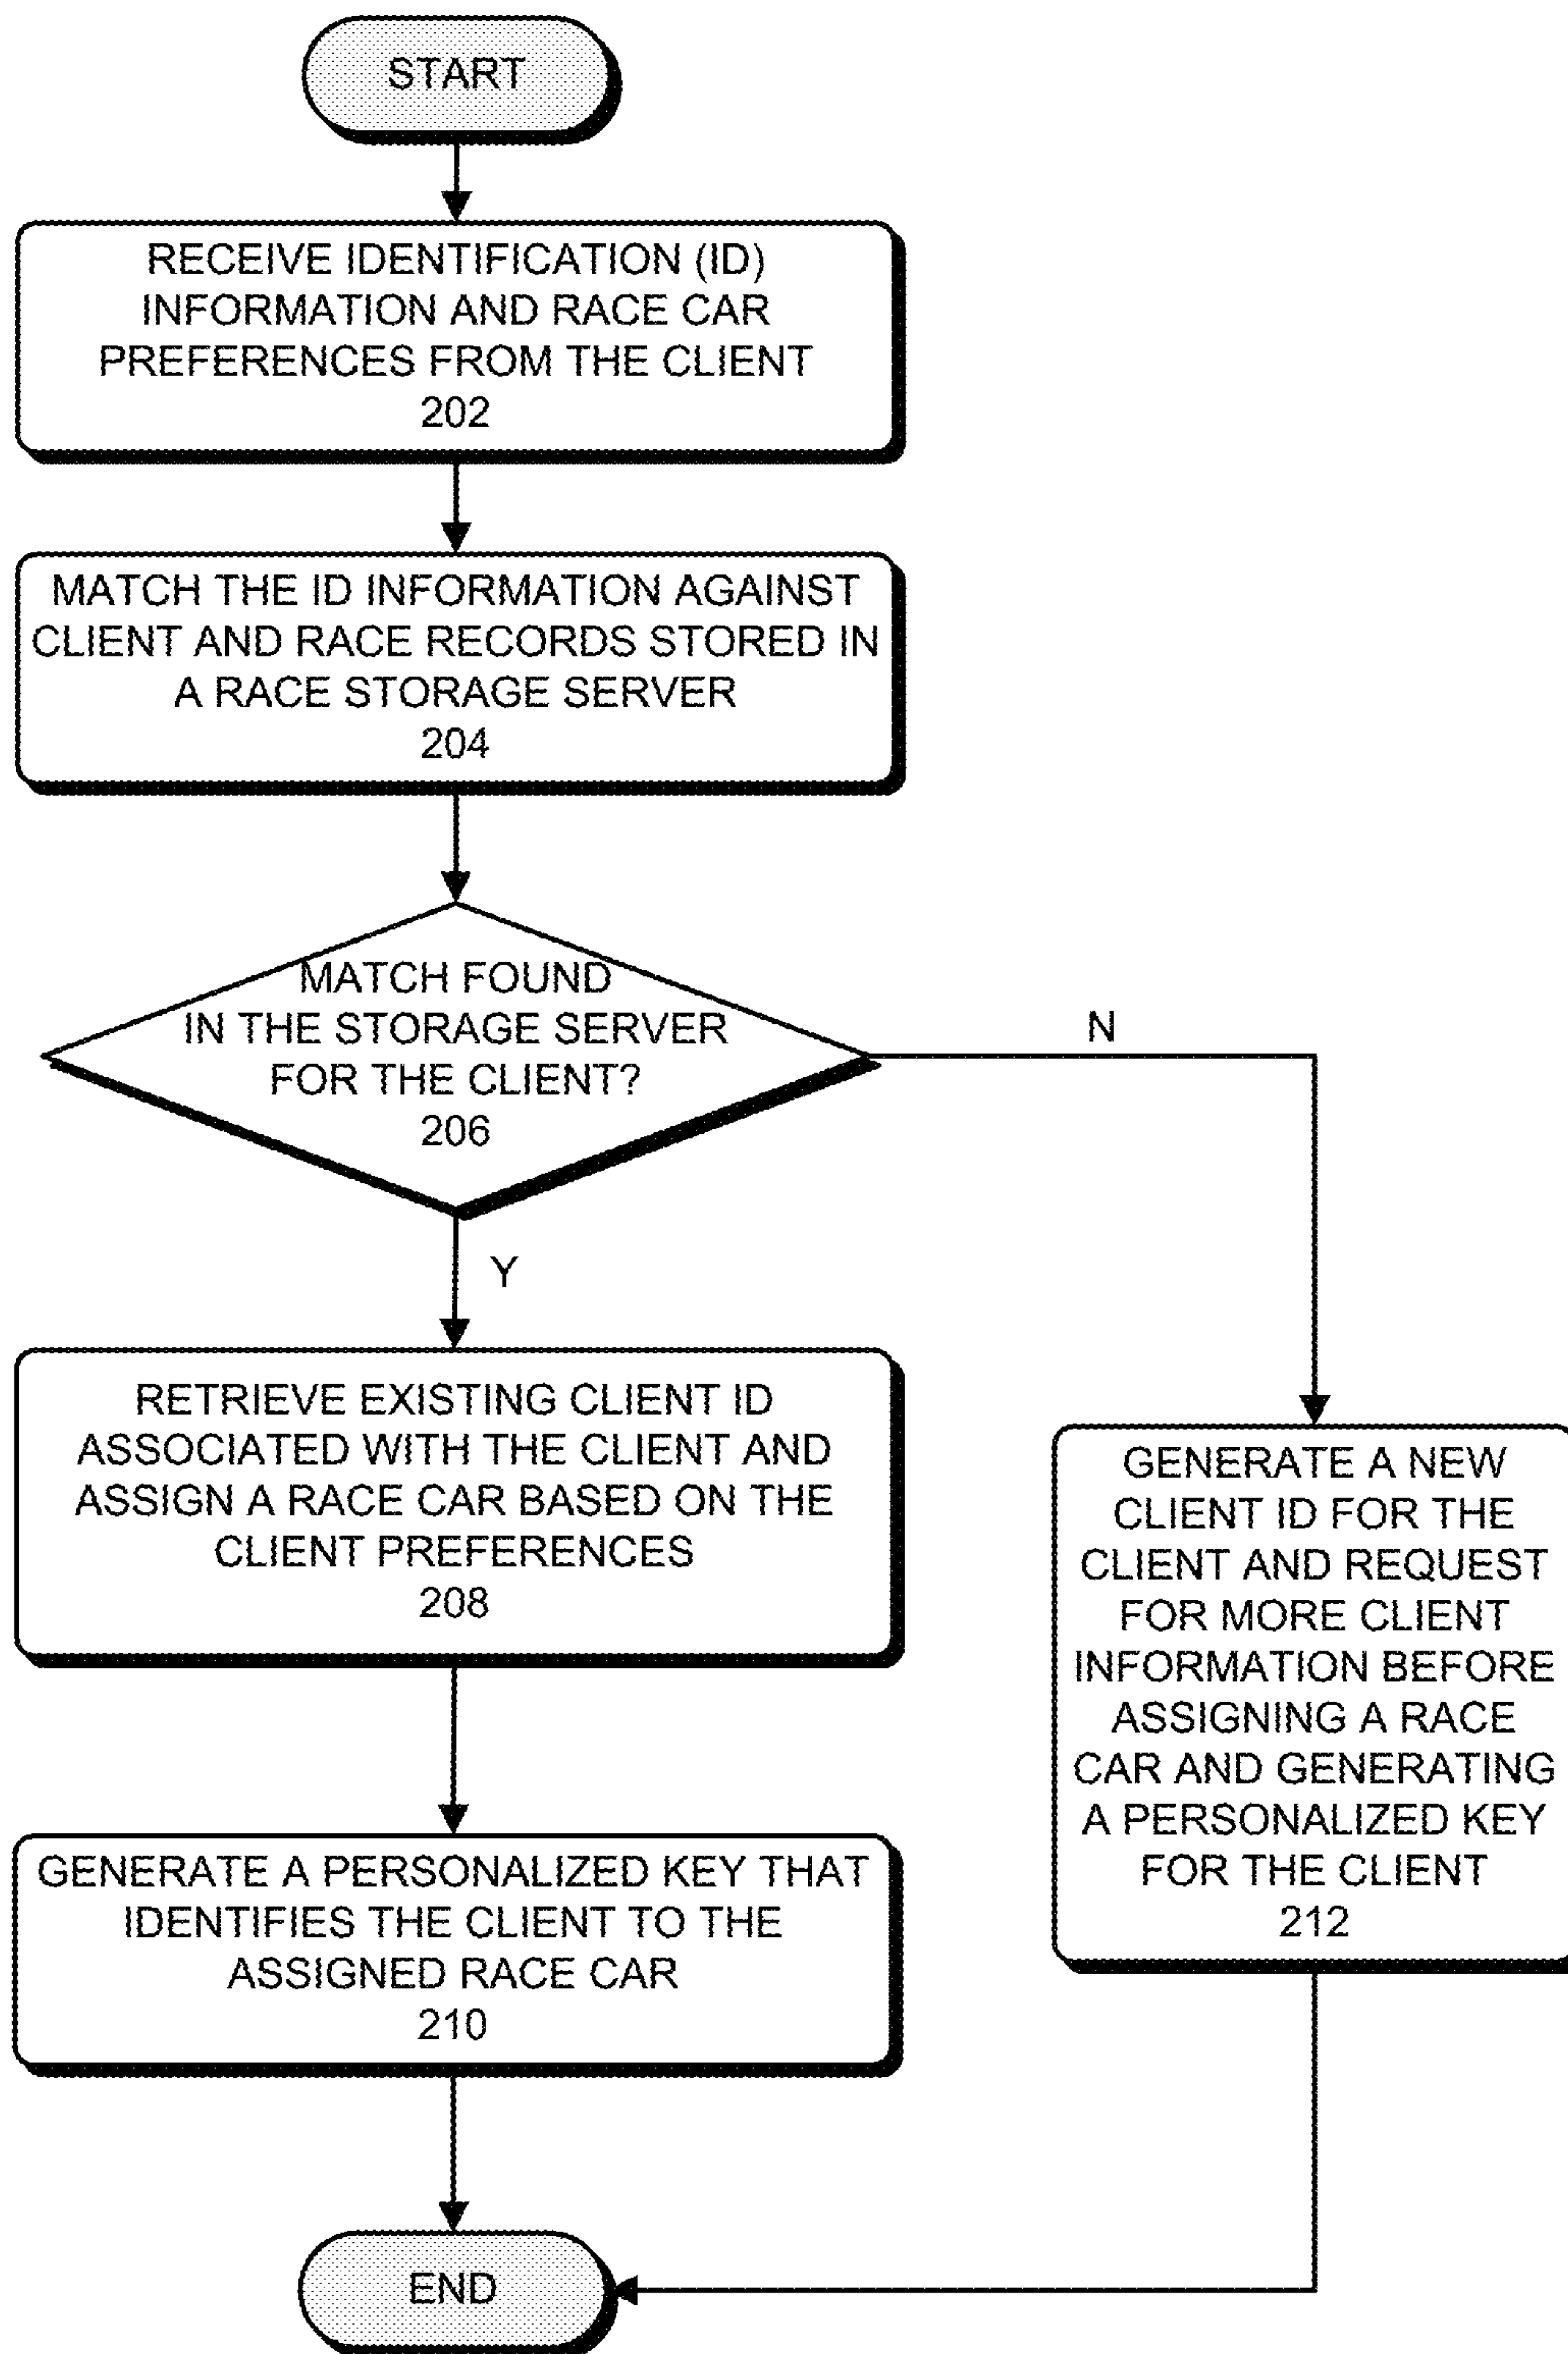 START
RECEIVE IDENTIFICATION (ID)
INFORMATION AND RACE CAR
PREFERENCES FROM THE CLIENT
202
MATCH THE ID INFORMATION AGAINST
CLIENT AND RACE RECORDS STORED IN
A RACE STORAGE SERVER
204
MATCH FOUND
IN THE STORAGE SERVER
FOR THE CLIENT?
206
N
Y
RETRIEVE EXISTING CLIENT ID
ASSOCIATED WITH THE CLIENT AND
ASSIGN A RACE CAR BASED ON THE
CLIENT PREFERENCES
208
GENERATE A PERSONALIZED KEY THAT
IDENTIFIES THE CLIENT TO THE
ASSIGNED RACE CAR
210
GENERATE A NEW
CLIENT ID FOR THE
CLIENT AND REQUEST
FOR MORE CLIENT
INFORMATION BEFORE
ASSIGNING A RACE
CAR AND GENERATING
A PERSONALIZED KEY
FOR THE CLIENT
212
END